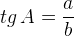 tg A = a/b